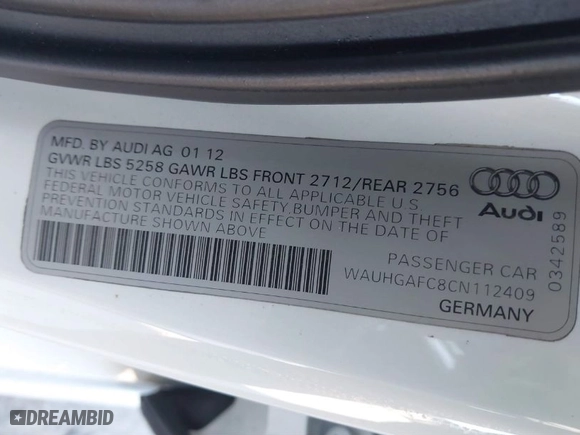 MFD. BY AUDI AG 01 12
GVWR LBS 5258 GAWR LBS FRONT 2712/REAR 2756
THIS VEHICLE CONFORMS TO ALL APPLICABLE U S
FEDERAL MOTOR VEHICLE SAFETY, BUMPER AND THEFT
PREVENTION STANDARDS IN EFFECT ON THE DATE OF
MANUFACTURE SHOWN ABOVE
Audi
PASSENGER CAR
WAUHGAFC8CN112409
GERMANY
0342589
DREAMBID